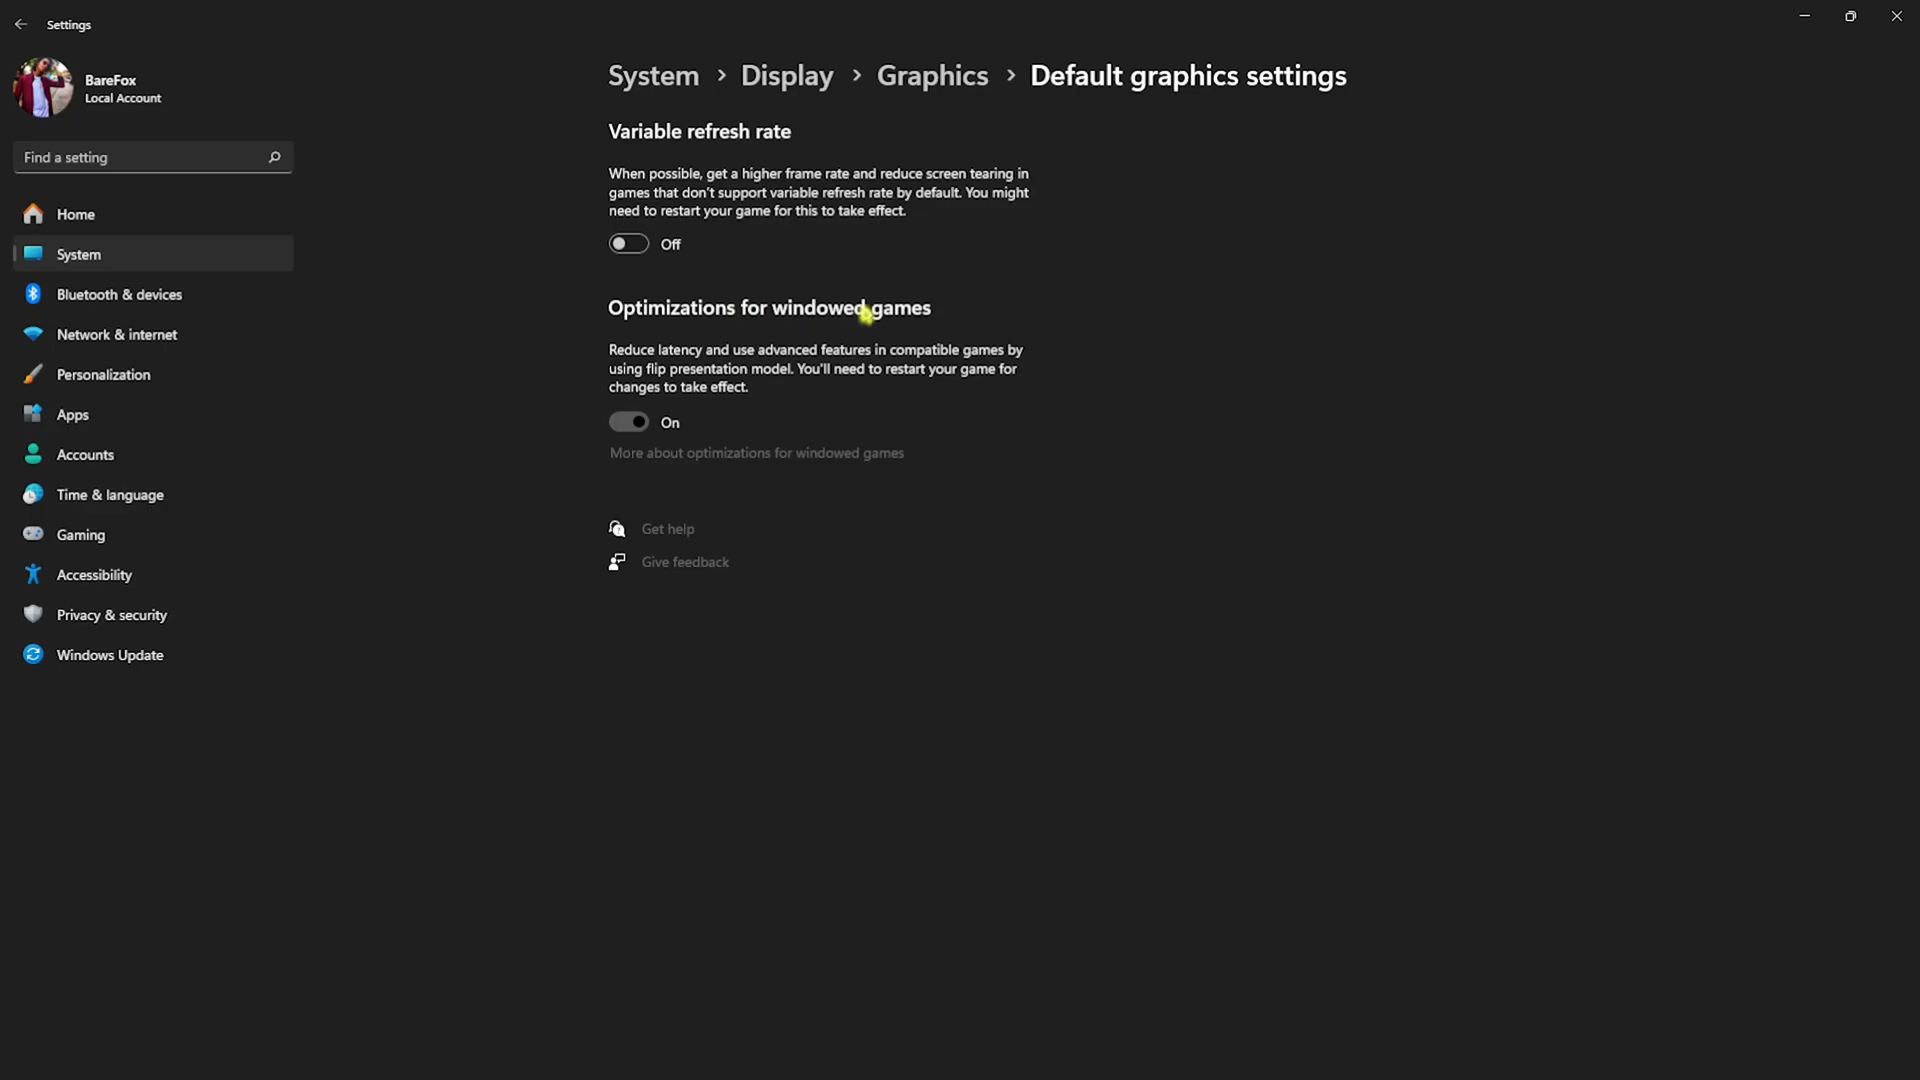 Settings
BareFox
Local Account
Find a setting
Home
System
Bluetooth & devices
Network & internet
Personalization
Apps
Accounts
Time & language
Gaming
Accessibility
Privacy & security
Windows Update
System > Display > Graphics > Default graphics settings
Variable refresh rate
When possible, get a higher frame rate and reduce screen tearing in
games that don't support variable refresh rate by default. You might
need to restart your game for this to take effect.
Off
Optimizations for windowed games
Reduce latency and use advanced features in compatible games by
using flip presentation model. You'll need to restart your game for
changes to take effect.
On
More about optimizations for windowed games
Get help
Give feedback